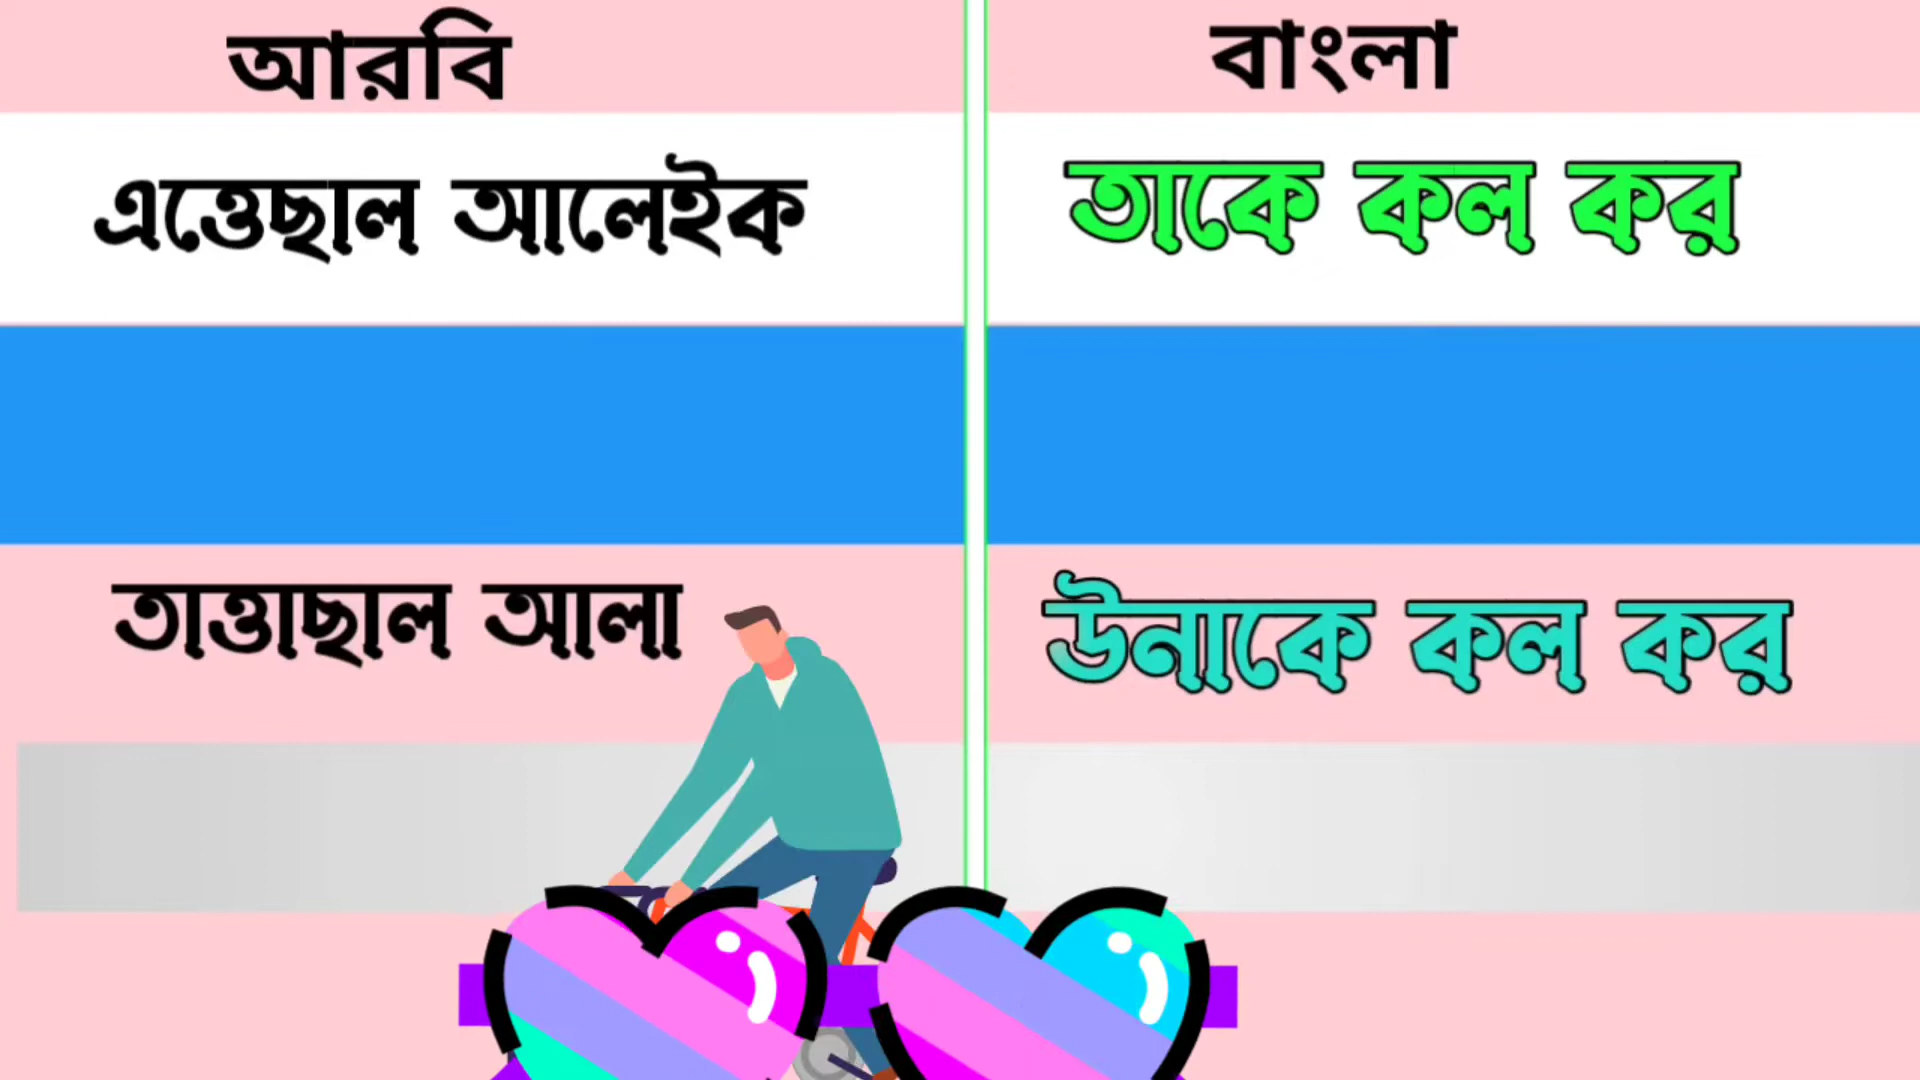 আরবি বাংলা
এত্তেছাল আলেইক তাকে কল কর
তাত্তাছাল আলা উনাকে কল কর